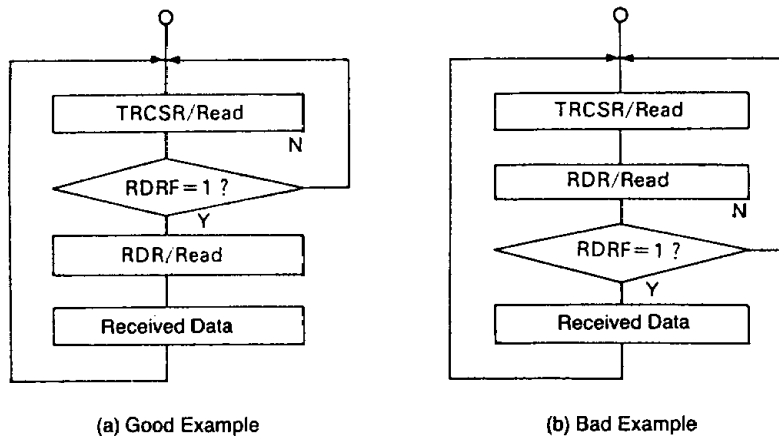 TRCSR/Read
N
RDRF=1 ?
Y
RDR/Read
Received Data
(a) Good Example
TRCSR/Read
RDR/Read
N
RDRF=1 ?
Y
Received Data
(b) Bad Example